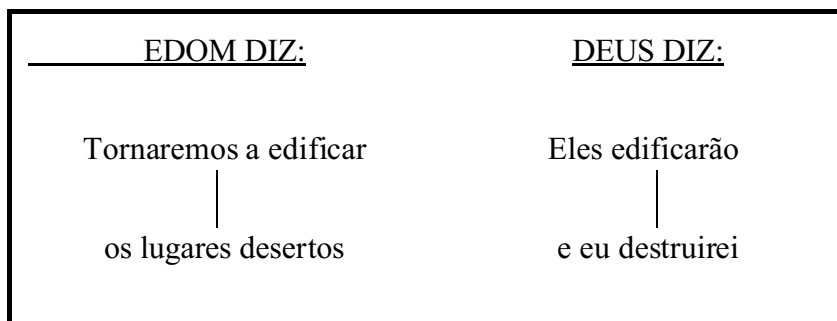 EDOM DIZ: DEUS DIZ:
Tornaremos a edificar Eles edificarão
os lugares desertos e eu destruirei